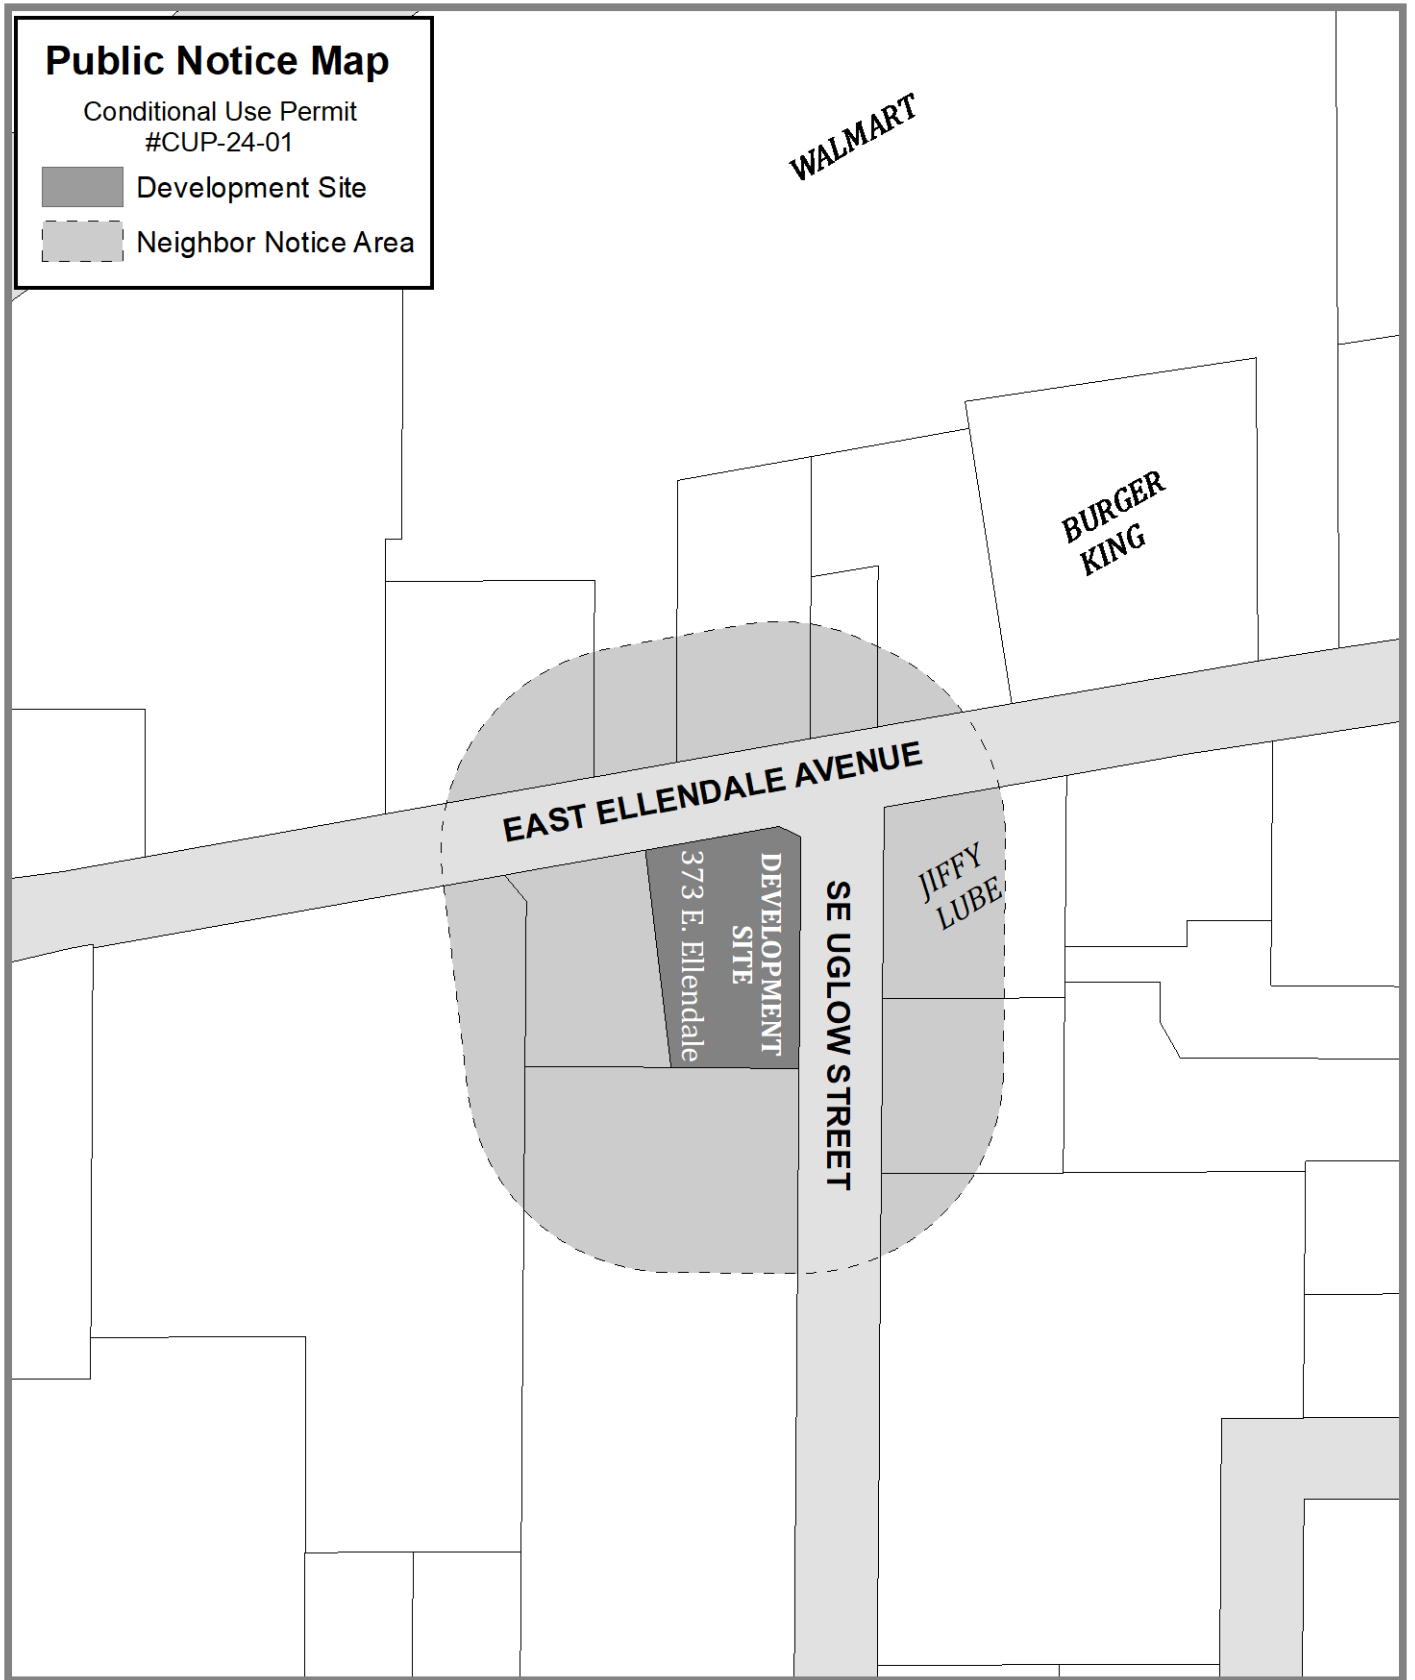 Public Notice Map
Conditional Use Permit
#CUP-24-01
Development Site
Neighbor Notice Area
WALMART
BURGER
KING
EAST ELLENDALE AVENUE
DEVELOPMENT
SITE
373 E. Ellendale
SE UGLOW STREET
JIFFY
LUBE